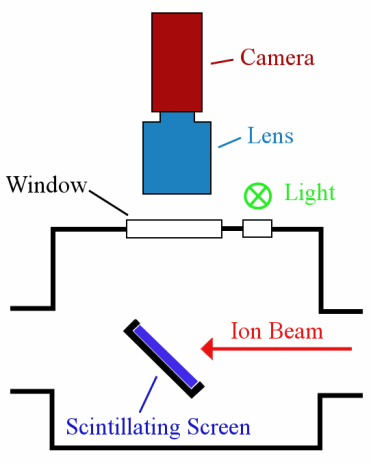 Camera
Lens
Window
Light
Ion Beam
Scintillating Screen